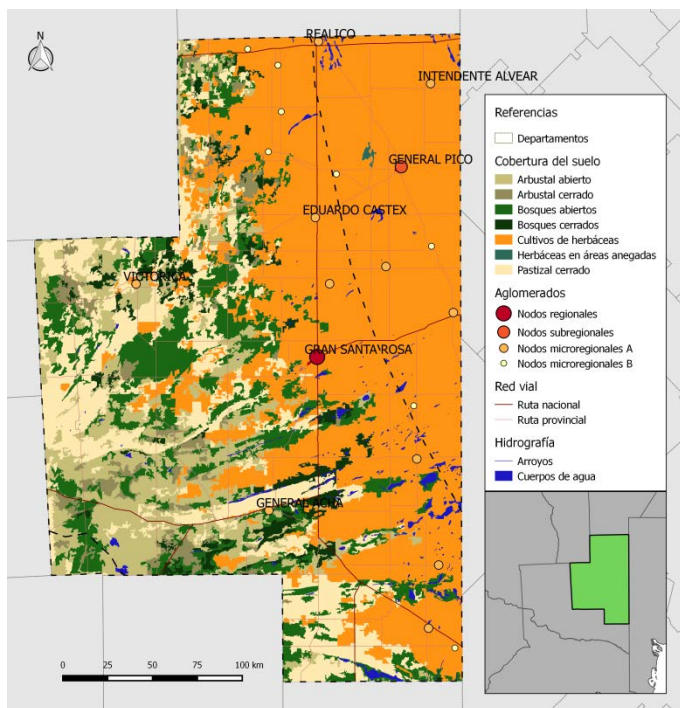 N
REALICO
INTENDENTE ALVEAR
GENERAL PICO
EDUARDO CASTEX
VICTORICA
GRAN SANTA ROSA
GENERAL ACHA
0 25 50 75 100 km
Referencias
Departamentos
Cobertura del suelo
Arbustal abierto
Arbustal cerrado
Bosques abiertos
Bosques cerrados
Cultivos de herbáceas
Herbáceas en áreas anegadas
Pastizal cerrado
Aglomerados
Nodos regionales
Nodos subregionales
Nodos microregionales A
Nodos microregionales B
Red vial
Ruta nacional
Ruta provincial
Hidrografía
Arroyos
Cuerpos de agua